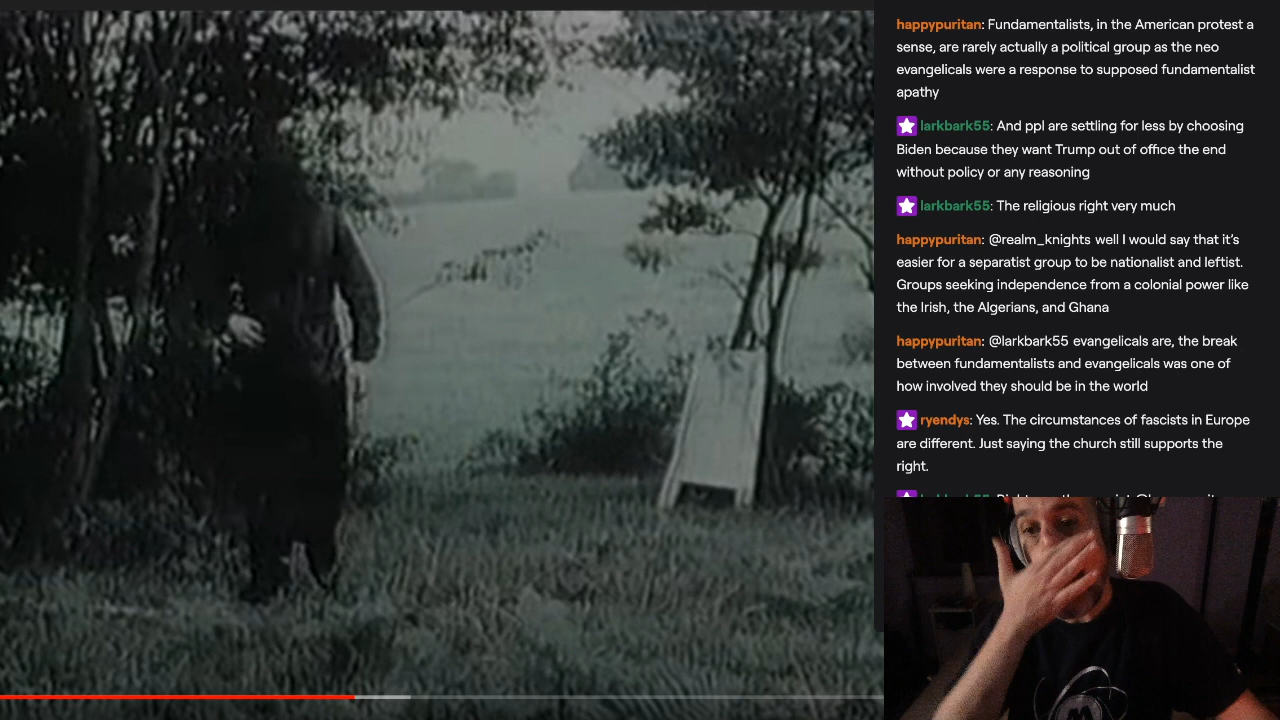 happypuritan: Fundamentalists, in the American protest a
sense, are rarely actually a political group as the neo
evangelicals were a response to supposed fundamentalist
apathy
larkbark55: And ppl are settling for less by choosing
Biden because they want Trump out of office the end
without policy or any reasoning
larkbark55: The religious right very much
happypuritan: @realm_knights well I would say that it's
easier for a separatist group to be nationalist and leftist.
Groups seeking independence from a colonial power like
the Irish, the Algerians, and Ghana
happypuritan: @larkbark55 evangelicals are, the break
between fundamentalists and evangelicals was one of
how involved they should be in the world
ryendys: Yes. The circumstances of fascists in Europe
are different. Just saying the church still supports the
right.